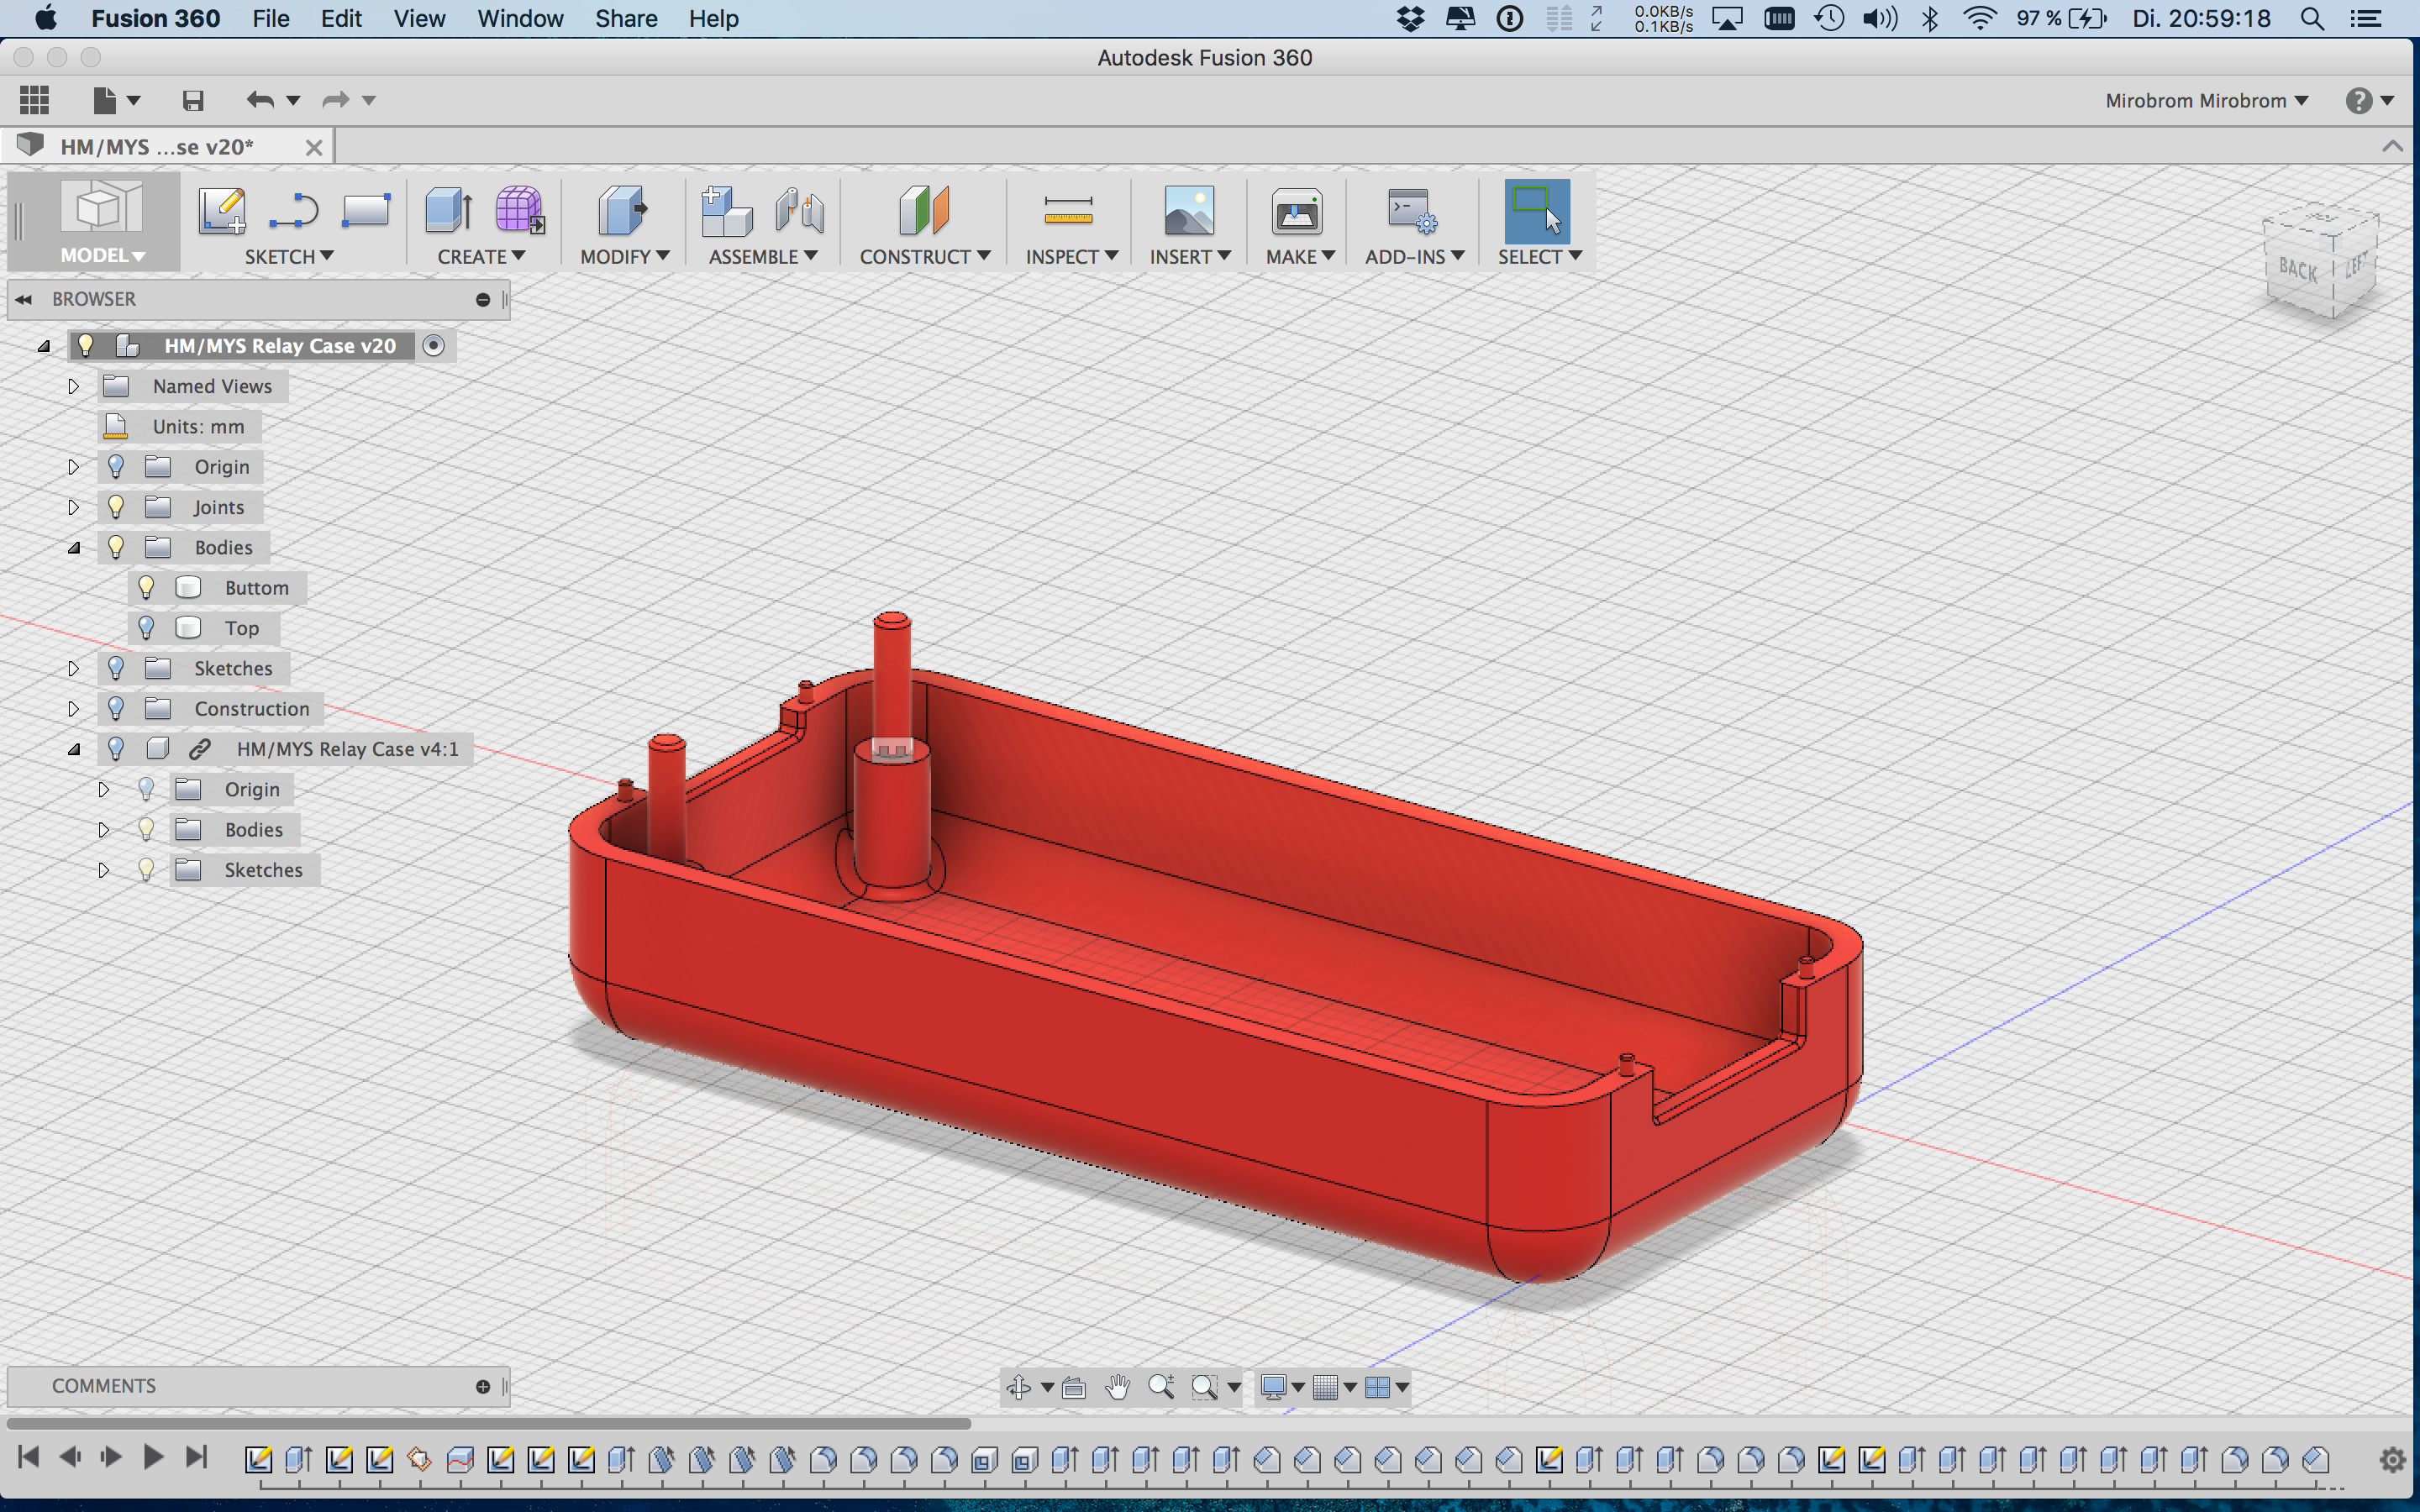 Fusion 360 File Edit View Window Share Help 0.0KB/s 0.1KB/s 97 % Di. 20:59:18
Autodesk Fusion 360
Mirobrom Mirobrom ?
HM/MYS ...se v20*
MODEL SKETCH CREATE MODIFY ASSEMBLE CONSTRUCT INSPECT INSERT MAKE ADD-INS SELECT
BACK LEFT
BROWSER
HM/MYS Relay Case v20
Named Views
Units: mm
Origin
Joints
Bodies
Buttom
Top
Sketches
Construction
HM/MYS Relay Case v4:1
Origin
Bodies
Sketches
COMMENTS